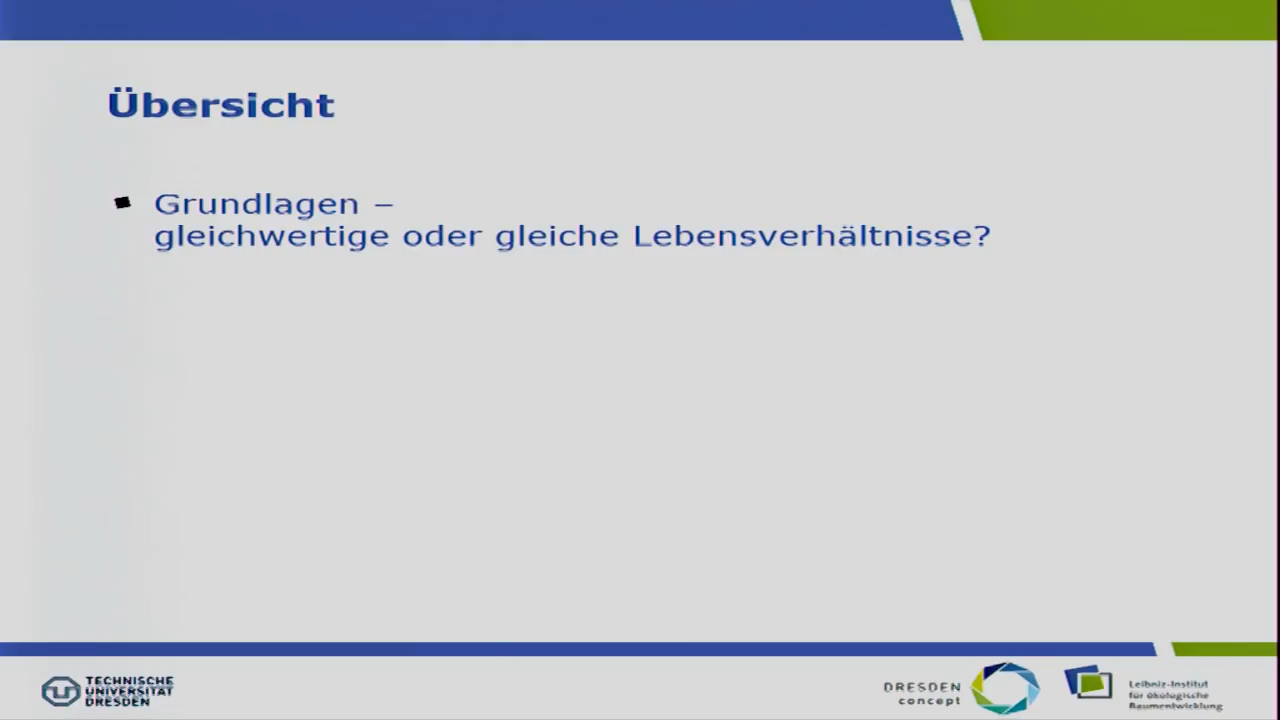 Übersicht
Grundlagen –
gleichwertige oder gleiche Lebensverhältnisse?
TECHNISCHE
UNIVERSITÄT
DRESDEN
DRESDEN
concept
Leibniz-Institut
für ökologische
Raumentwicklung